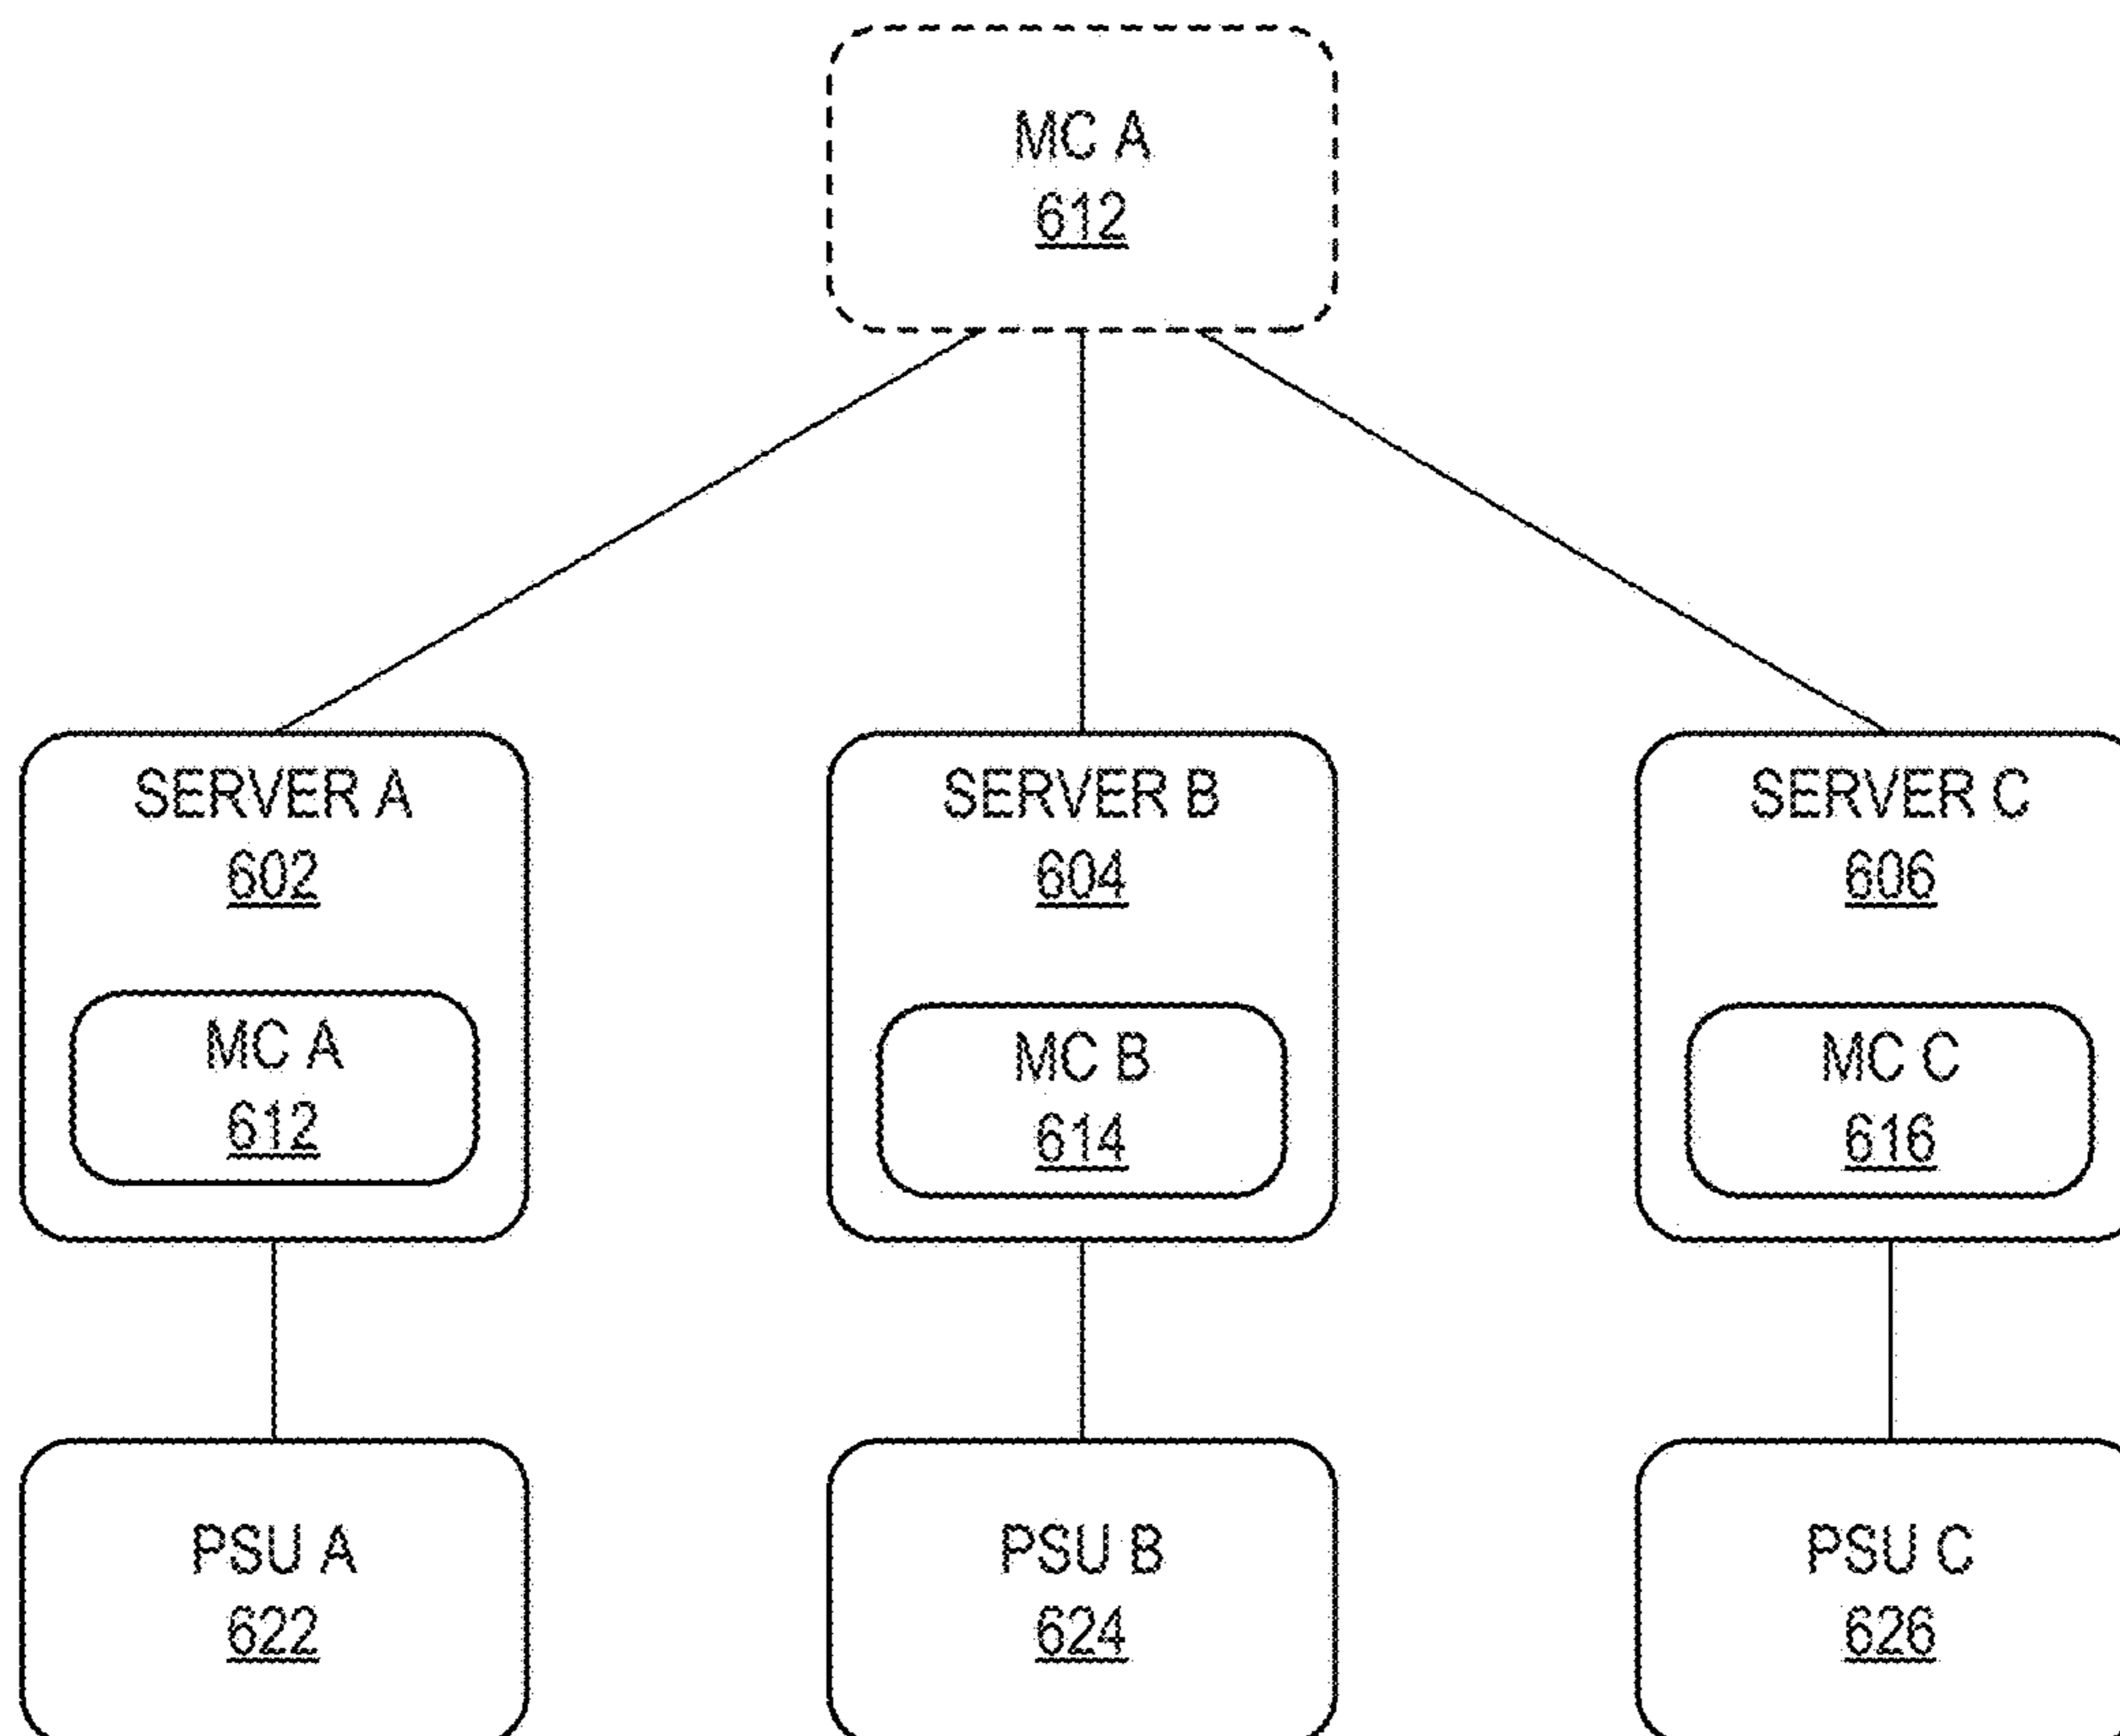 MC A
612
SERVER A
602
MC A
612
SERVER B
604
MC B
614
SERVER C
606
MC C
616
PSU A
622
PSU B
624
PSU C
626